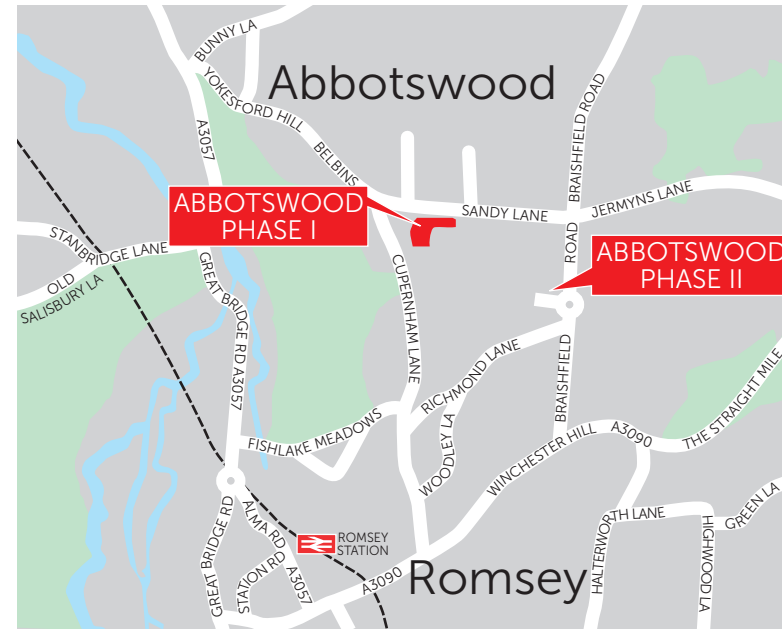 BUNNY LA
Abbotswood
YOKESFORD HILL
A3057
BELBINS
BRAISHFIELD ROAD
ABBOTSWOOD
PHASE I
SANDY LANE
JERMYNS LANE
STANBRIDGE LANE
OLD
SALISBURY LA
ROAD
ABBOTSWOOD
PHASE II
GREAT BRIDGE RD A3057
CUPERNHAM LANE
RICHMOND LANE
BRAISHFIELD
THE STRAIGHT MILE
FISHLAKE MEADOWS
WOODLEY LA
WINCHESTER HILL
A3090
GREAT BRIDGE RD
ALMA RD
A3057
STATION RD
ROMSEY
STATION
A3090
Romsey
HALTERWORTH LANE
HIGHWOOD LA
GREEN LA